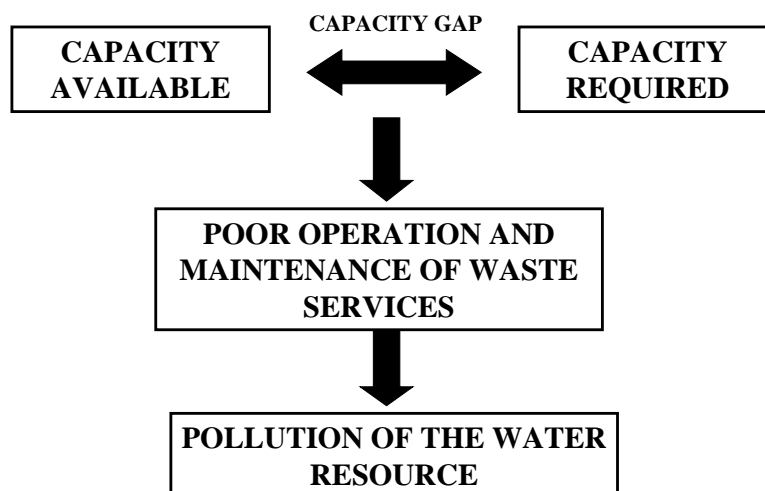 CAPACITY GAP
CAPACITY
AVAILABLE
CAPACITY
REQUIRED
POOR OPERATION AND
MAINTENANCE OF WASTE
SERVICES
POLLUTION OF THE WATER
RESOURCE